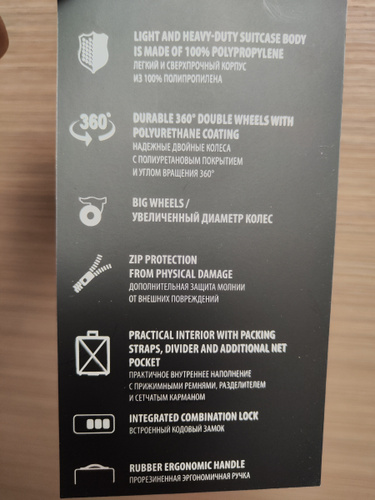 LIGHT AND HEAVY-DUTY SUITCASE BODY
IS MADE OF 100% POLYPROPYLENE
ЛЕГКИЙ И СВЕРХПРОЧНЫЙ КОРПУС
ИЗ 100% ПОЛИПРОПИЛЕНА
360°
DURABLE 360° DOUBLE WHEELS WITH
POLYURETHANE COATING
НАДЕЖНЫЕ ДВОЙНЫЕ КОЛЕСА
С ПОЛИУРЕТАНОВЫМ ПОКРЫТИЕМ
И УГЛОМ ВРАЩЕНИЯ 360°
BIG WHEELS /
УВЕЛИЧЕННЫЙ ДИАМЕТР КОЛЕС
ZIP PROTECTION
FROM PHYSICAL DAMAGE
ДОПОЛНИТЕЛЬНАЯ ЗАЩИТА МОЛНИИ
ОТ ВНЕШНИХ ПОВРЕЖДЕНИЙ
PRACTICAL INTERIOR WITH PACKING
STRAPS, DIVIDER AND ADDITIONAL NET
POCKET
ПРАКТИЧНОЕ ВНУТРЕННЕЕ НАПОЛНЕНИЕ
С ПРИЖИМНЫМИ РЕМНЯМИ, РАЗДЕЛИТЕЛЕМ
И СЕТЧАТЫМ КАРМАНОМ
INTEGRATED COMBINATION LOCK
ВСТРОЕННЫЙ КОДОВЫЙ ЗАМОК
RUBBER ERGONOMIC HANDLE
ПРОРЕЗИНЕННАЯ ЭРГОНОМИЧНАЯ РУЧКА